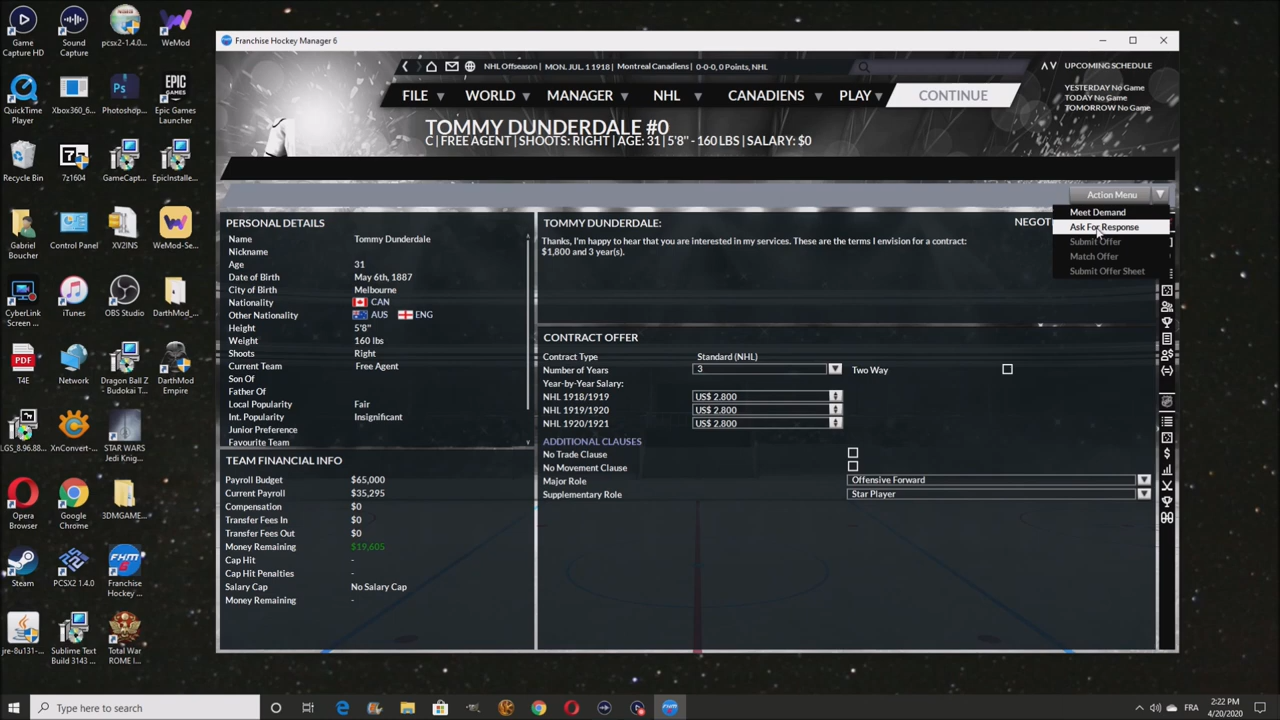 Game
Capture HD
Sound
Capture
pcsx2-1.4.0...
WeMod
QuickTime
Player
Xbox360_6...
Photoshdp...
Epic Games
Launcher
EPIC
GAMES
Recycle Bin
7z1604
GameCapt...
EpicInstalle...
Gabriel
Boucher
Control Panel
XV2INS
WeMod-Se...
CyberLink
Screen ...
iTunes
OBS Studio
DarthMod_...
T4E
Network
Dragon Ball Z
- Budokai T...
DarthMod
Empire
LGS_8.96.88...
XnConvert-...
STAR WARS
Jedi Knig...
Opera
Browser
Google
Chrome
3DMGAME...
Steam
PCSX2 1.4.0
Franchise
Hockey ...
jre-8u131-...
Sublime Text
Build 3143 ...
Total War
ROME I...
Franchise Hockey Manager 6
NHL Offseason | MON. JUL. 1 1918 | Montreal Canadiens | 0-0-0, 0 Points, NHL
UPCOMING SCHEDULE
YESTERDAY No Game
TODAY No Game
TOMORROW No Game
FILE WORLD MANAGER NHL CANADIENS PLAY CONTINUE
TOMMY DUNDERDALE #0
C | FREE AGENT | SHOOTS: RIGHT | AGE: 31 | 5'8" - 160 LBS | SALARY: $0
Action Menu
Meet Demand
Ask For Response
Submit Offer
Match Offer
Submit Offer Sheet
PERSONAL DETAILS
Name Tommy Dunderdale
Nickname
Age 31
Date of Birth May 6th, 1887
City of Birth Melbourne
Nationality CAN
Other Nationality AUS ENG
Height 5'8"
Weight 160 lbs
Shoots Right
Current Team Free Agent
Son Of
Father Of
Local Popularity Fair
Int. Popularity Insignificant
Junior Preference
Favourite Team
TEAM FINANCIAL INFO
Payroll Budget $65,000
Current Payroll $35,295
Compensation $0
Transfer Fees In $0
Transfer Fees Out $0
Money Remaining $19,605
Cap Hit -
Cap Hit Penalties -
Salary Cap No Salary Cap
Money Remaining -
TOMMY DUNDERDALE:
NEGOT
Thanks, I'm happy to hear that you are interested in my services. These are the terms I envision for a contract:
$1,800 and 3 year(s).
CONTRACT OFFER
Contract Type Standard (NHL)
Number of Years 3 Two Way
Year-by-Year Salary:
NHL 1918/1919 US$ 2.800
NHL 1919/1920 US$ 2.800
NHL 1920/1921 US$ 2.800
ADDITIONAL CLAUSES
No Trade Clause
No Movement Clause
Major Role Offensive Forward
Supplementary Role Star Player
Type here to search
FRA
2:22 PM
4/20/2020